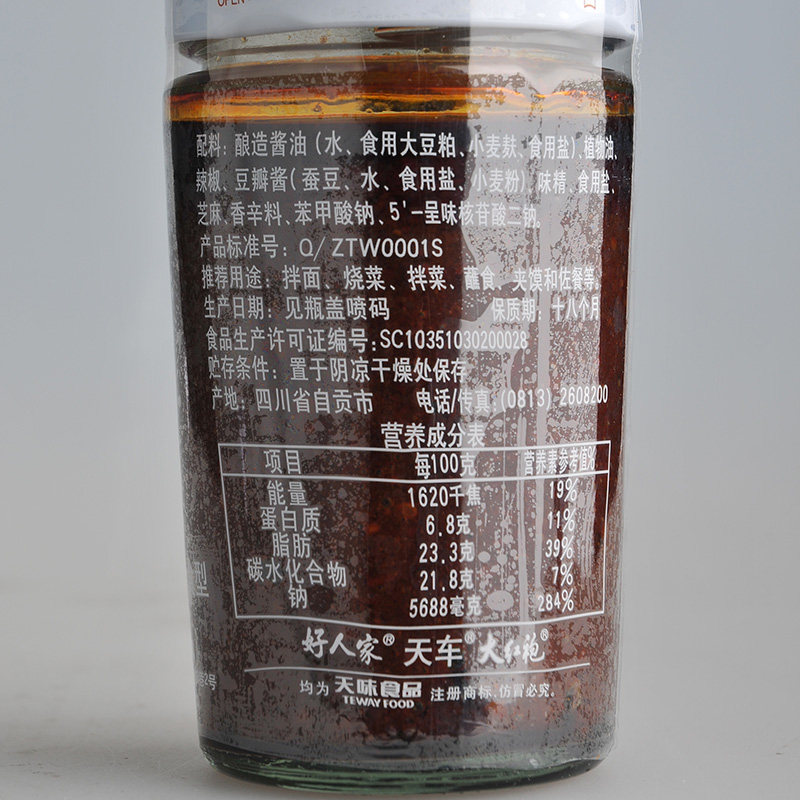 OPEN
配料：酿造酱油（水、食用大豆粕、小麦麸、食用盐）、植物油、
辣椒、豆瓣酱（蚕豆、水、食用盐、小麦粉）、味精、食用盐、
芝麻、香辛料、苯甲酸钠、5'-呈味核苷酸二钠。
产品标准号：Q/ZTW0001S
推荐用途：拌面、烧菜、拌菜、蘸食、夹馍和佐餐等。
生产日期：见瓶盖喷码 保质期：十八个月
食品生产许可证编号：SC10351030200028
贮存条件：置于阴凉干燥处保存
产地：四川省自贡市 电话/传真：(0813)-2608200
营养成分表
项目 每100克 营养素参考值%
能量 1620千焦 19%
蛋白质 6.8克 11%
脂肪 23.3克 39%
碳水化合物 21.8克 7%
钠 5688毫克 284%
型
好人家® 天车® 大红袍®
2号
均为 天味食品 注册商标，仿冒必究。
TEWAY FOOD